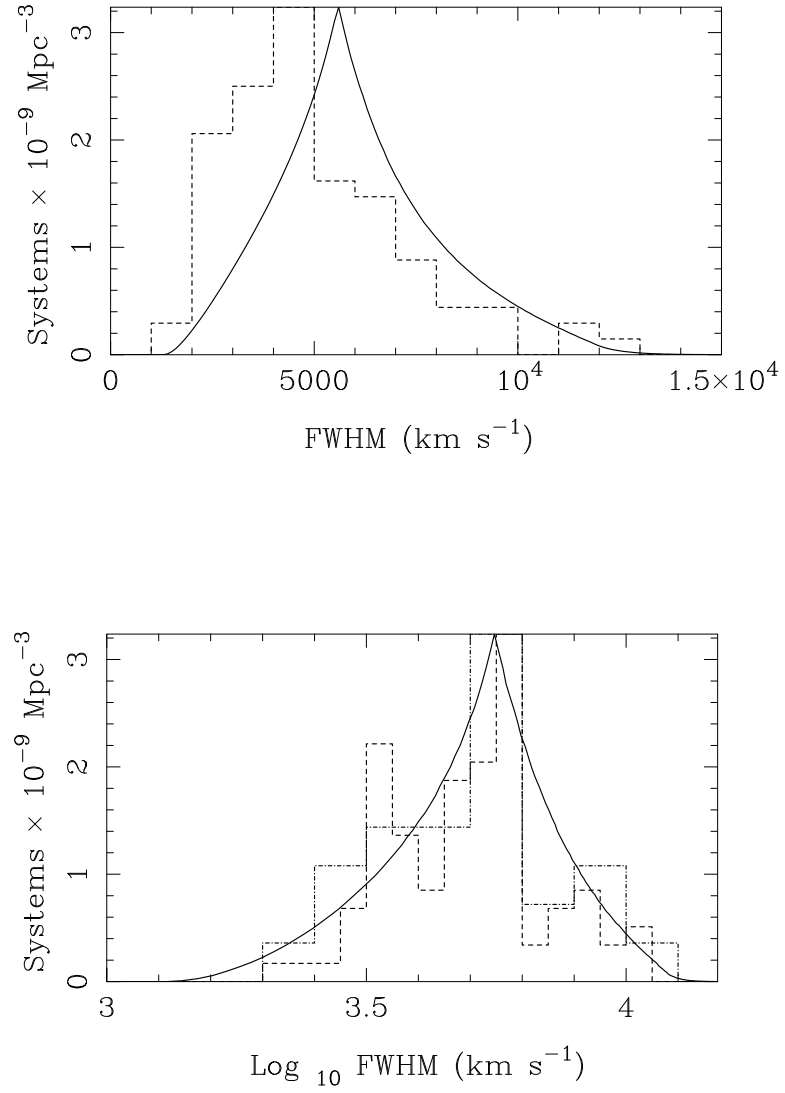 Systems × 10⁻⁹ Mpc⁻³
3
2
1
0
0 5000 10⁴ 1.5×10⁴
FWHM (km s⁻¹)
Systems × 10⁻⁹ Mpc⁻³
3
2
1
0
3 3.5 4
Log ₁₀ FWHM (km s⁻¹)